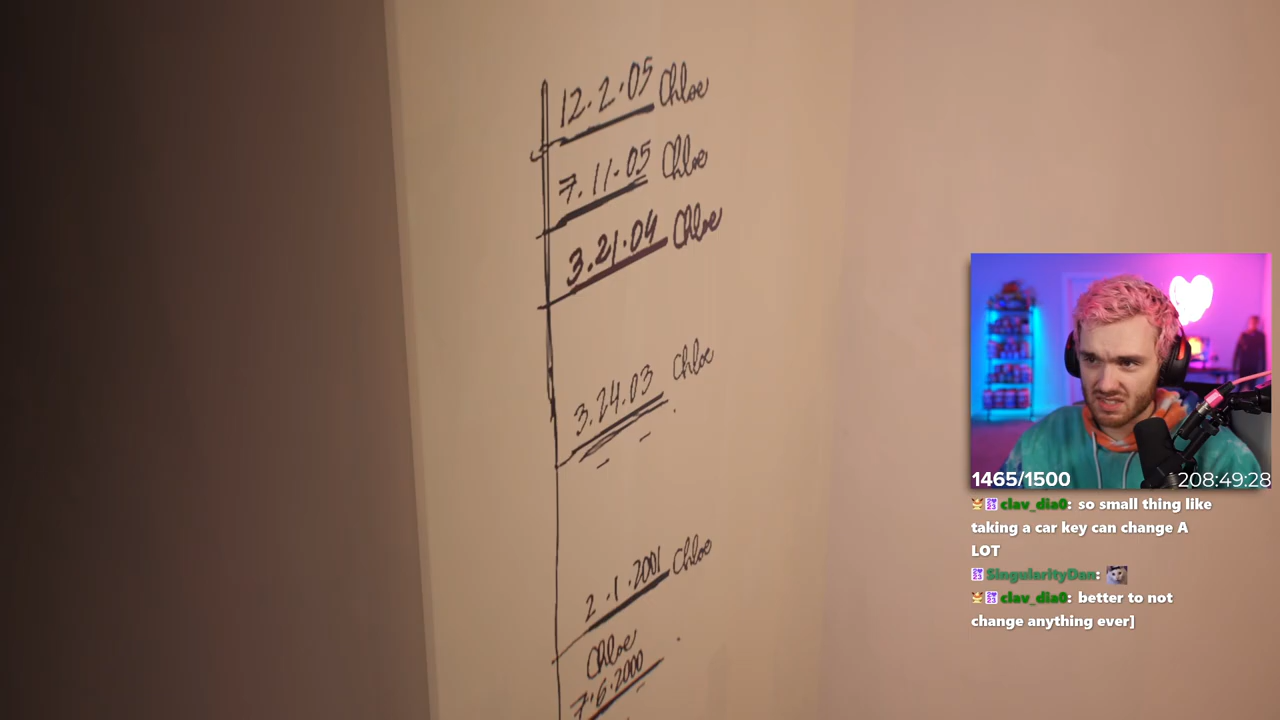 12.2.05 Chloe
7.11.05 Chloe
3.21.04 Chloe
3.24.03 Chloe
2.1.2001 Chloe
Chloe
7.6.2000
1465/1500
208:49:28
clav_dia0: so small thing like
taking a car key can change A
LOT
SingularityDan:
clav_dia0: better to not
change anything ever]